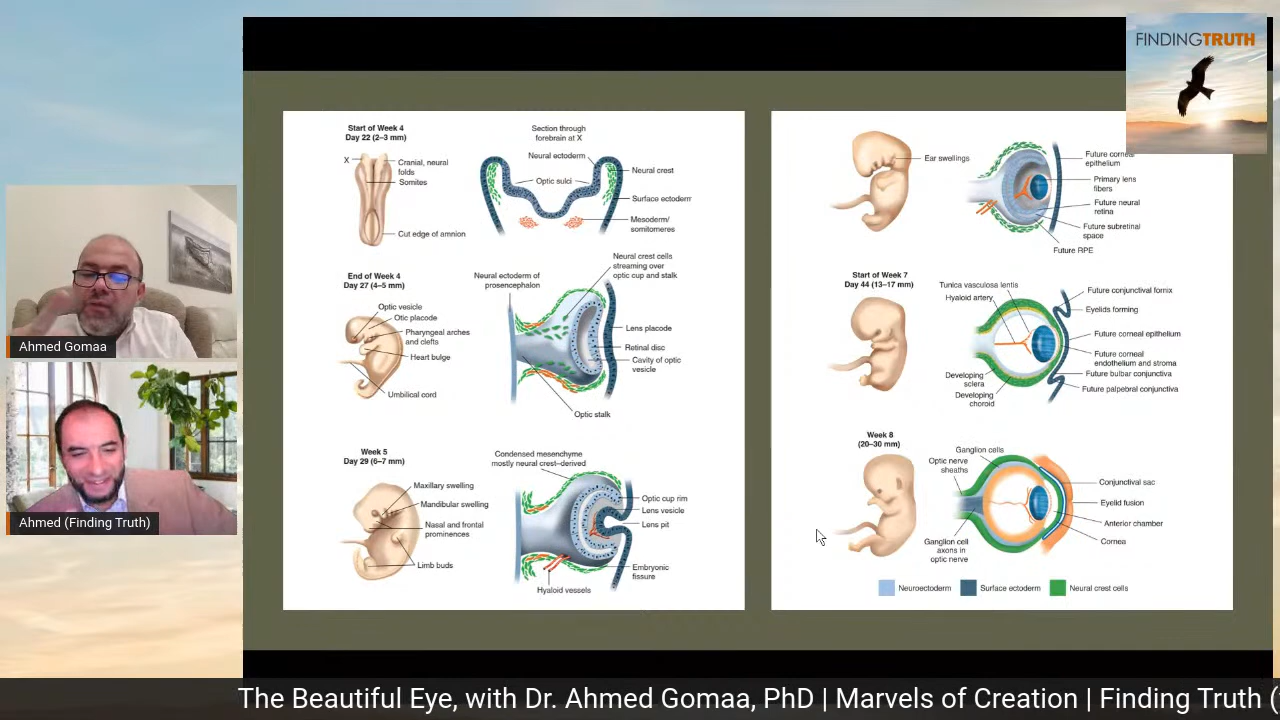 FINDINGTRUTH
Start of Week 4
Day 22 (2–3 mm)
X
Cranial, neural
folds
Somites
Cut edge of amnion
Section through
forebrain at X
Neural ectoderm
Optic sulci
Neural crest
Surface ectoderm
Mesoderm/
somitomeres
End of Week 4
Day 27 (4–5 mm)
Optic vesicle
Otic placode
Pharyngeal arches
and clefts
Heart bulge
Umbilical cord
Neural ectoderm of
prosencephalon
Neural crest cells
streaming over
optic cup and stalk
Lens placode
Retinal disc
Cavity of optic
vesicle
Optic stalk
Week 5
Day 29 (6–7 mm)
Maxillary swelling
Mandibular swelling
Nasal and frontal
prominences
Limb buds
Condensed mesenchyme
mostly neural crest–derived
Optic cup rim
Lens vesicle
Lens pit
Embryonic
fissure
Hyaloid vessels
Ear swellings
Future corneal
epithelium
Primary lens
fibers
Future neural
retina
Future subretinal
space
Future RPE
Start of Week 7
Day 44 (13–17 mm)
Tunica vasculosa lentis
Hyaloid artery
Developing
sclera
Developing
choroid
Future conjunctival fornix
Eyelids forming
Future corneal epithelium
Future corneal
endothelium and stroma
Future bulbar conjunctiva
Future palpebral conjunctiva
Week 8
(20–30 mm)
Ganglion cells
Optic nerve
sheaths
Ganglion cell
axons in
optic nerve
Conjunctival sac
Eyelid fusion
Anterior chamber
Cornea
Neuroectoderm
Surface ectoderm
Neural crest cells
Ahmed Gomaa
Ahmed (Finding Truth)
The Beautiful Eye, with Dr. Ahmed Gomaa, PhD | Marvels of Creation | Finding Truth (